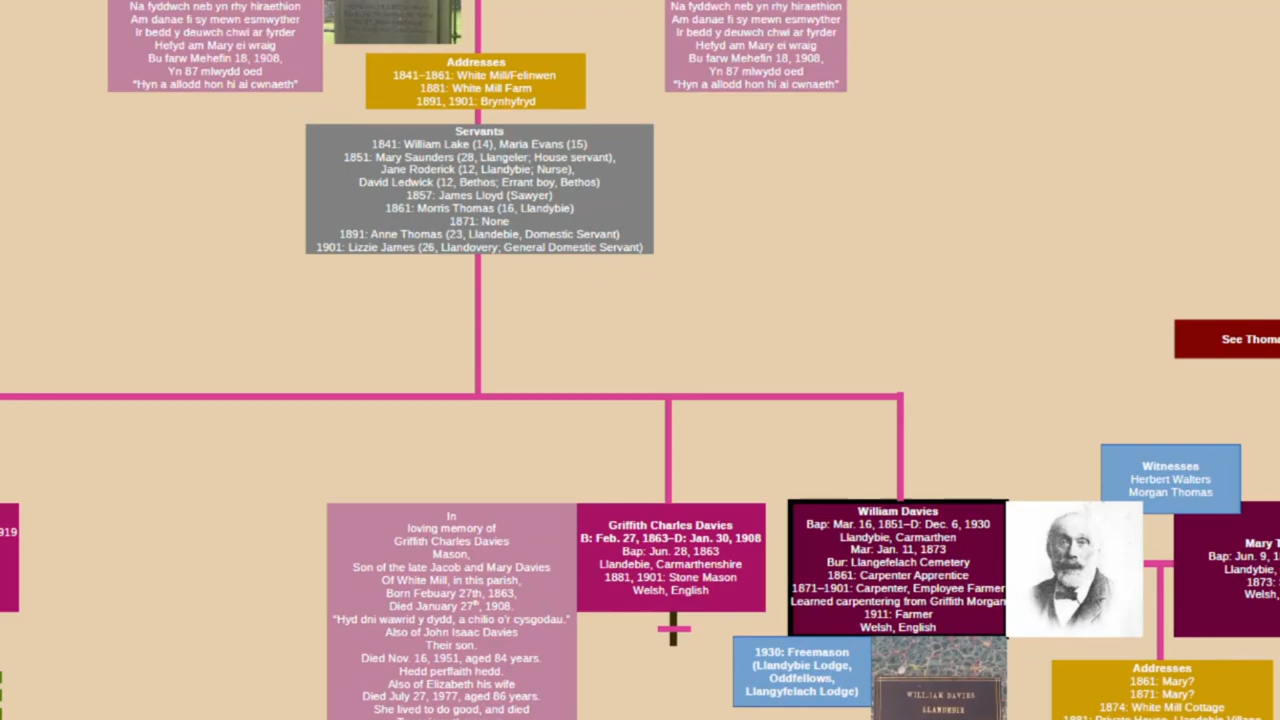 Na fyddwch neb yn rhy hiraethion
Am danae fi sy mewn esmwyther
Ir bedd y deuwch chwi ar fyrder
Hefyd am Mary ei wraig
Bu farw Mehefin 18, 1908,
Yn 87 mlwydd oed
"Hyn a allodd hon hi ai cwnaeth"
Na fyddwch neb yn rhy hiraethion
Am danae fi sy mewn esmwyther
Ir bedd y deuwch chwi ar fyrder
Hefyd am Mary ei wraig
Bu farw Mehefin 18, 1908,
Yn 87 mlwydd oed
"Hyn a allodd hon hi ai cwnaeth"
Addresses
1841–1861: White Mill/Felinwen
1881: White Mill Farm
1891, 1901: Brynhyfryd
Servants
1841: William Lake (14), Maria Evans (15)
1851: Mary Saunders (28, Llangeler; House servant),
Jane Roderick (12, Llandybie; Nurse),
David Ledwick (12, Bethos; Errant boy, Bethos)
1857: James Lloyd (Sawyer)
1861: Morris Thomas (16, Llandybie)
1871: None
1891: Anne Thomas (23, Llandebie, Domestic Servant)
1901: Lizzie James (26, Llandovery; General Domestic Servant)
See Thoma
919
In
loving memory of
Griffith Charles Davies
Mason,
Son of the late Jacob and Mary Davies
Of White Mill, in this parish,
Born Febuary 27th, 1863,
Died January 27th, 1908.
"Hyd dni wawrid y dydd, a chilio o'r cysgodau."
Also of John Isaac Davies
Their son.
Died Nov. 16, 1951, aged 84 years.
Hedd perffaith hedd.
Also of Elizabeth his wife
Died July 27, 1977, aged 86 years.
She lived to do good, and died
Griffith Charles Davies
B: Feb. 27, 1863–D: Jan. 30, 1908
Bap: Jun. 28, 1863
Llandebie, Carmarthenshire
1881, 1901: Stone Mason
Welsh, English
William Davies
Bap: Mar. 16, 1851–D: Dec. 6, 1930
Llandybie, Carmarthen
Mar: Jan. 11, 1873
Bur: Llangefelach Cemetery
1861: Carpenter Apprentice
1871–1901: Carpenter, Employee Farmer
Learned carpentering from Griffith Morgan
1911: Farmer
Welsh, English
1930: Freemason
(Llandybie Lodge,
Oddfellows,
Llangyfelach Lodge)
WILLIAM DAVIES
LLANDEBIE
Witnesses
Herbert Walters
Morgan Thomas
Mary T
Bap: Jun. 9, 1
Llandybie,
1873:
Welsh,
Addresses
1861: Mary?
1871: Mary?
1874: White Mill Cottage
1881: Private House, Llandebie Village